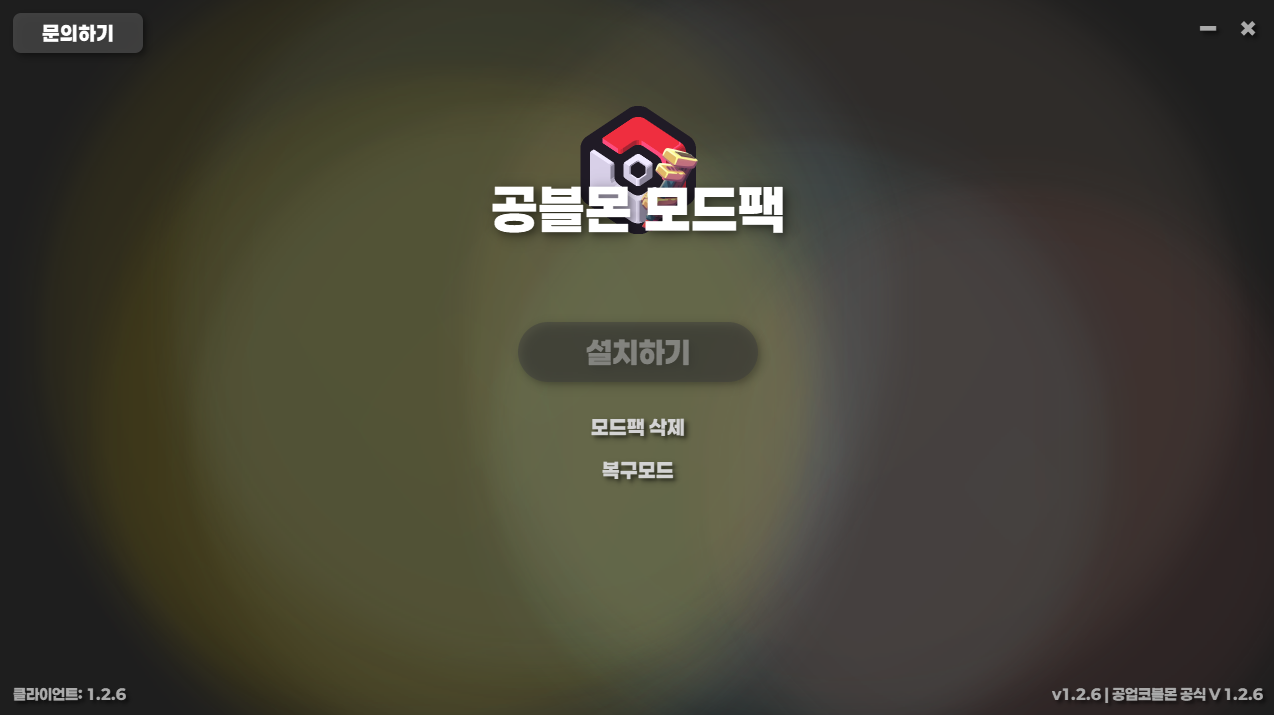 문의하기
공블몬 모드팩
설치하기
모드팩 삭제
복구모드
클라이언트: 1.2.6
v1.2.6 | 공업코블몬 공식 V 1.2.6